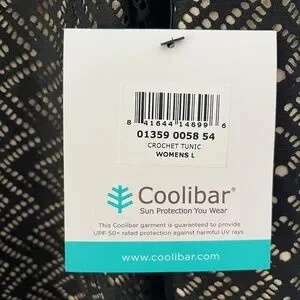 8 41644 14699 6
01359 0058 54
CROCHET TUNIC
WOMENS L
Coolibar®
Sun Protection You Wear
This Coolibar garment is guaranteed to provide
UPF 50+ rated protection against harmful UV rays
www.coolibar.com